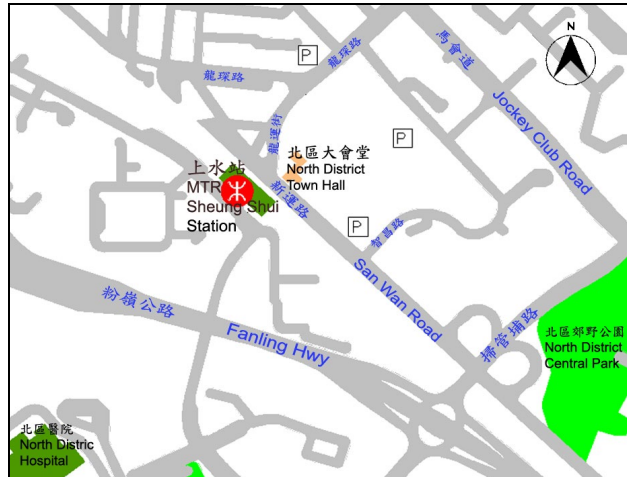 P
龍琛路
馬會道
N
龍琛路
Jockey Club Road
龍運街
P
北區大會堂
North District
Town Hall
上水站
MTR
Sheung Shui
Station
新運路
P
智昌路
San Wan Road
粉嶺公路
Fanling Hwy
掃管埔路
北區郊野公園
North District
Central Park
北區醫院
North Distric
Hospital